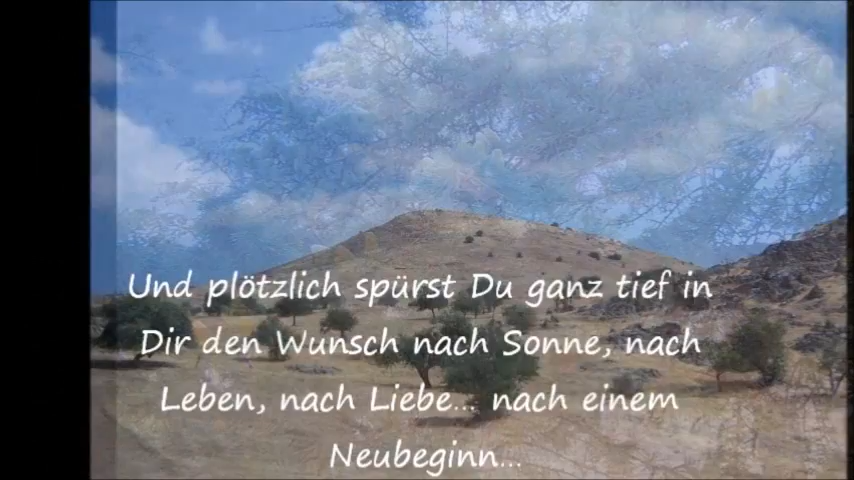 Und plötzlich spürst Du ganz tief in
Dir den Wunsch nach Sonne, nach
Leben, nach Liebe... nach einem
Neubeginn...